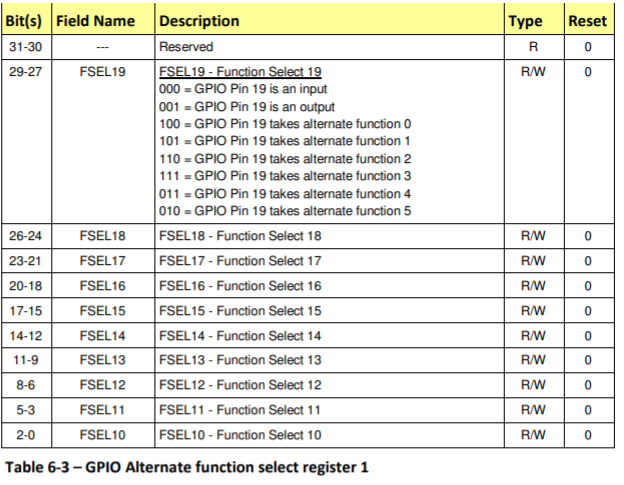 Bit(s) Field Name Description Type Reset
31-30 --- Reserved R 0
29-27 FSEL19 FSEL19 - Function Select 19 R/W 0
000 = GPIO Pin 19 is an input
001 = GPIO Pin 19 is an output
100 = GPIO Pin 19 takes alternate function 0
101 = GPIO Pin 19 takes alternate function 1
110 = GPIO Pin 19 takes alternate function 2
111 = GPIO Pin 19 takes alternate function 3
011 = GPIO Pin 19 takes alternate function 4
010 = GPIO Pin 19 takes alternate function 5
26-24 FSEL18 FSEL18 - Function Select 18 R/W 0
23-21 FSEL17 FSEL17 - Function Select 17 R/W 0
20-18 FSEL16 FSEL16 - Function Select 16 R/W 0
17-15 FSEL15 FSEL15 - Function Select 15 R/W 0
14-12 FSEL14 FSEL14 - Function Select 14 R/W 0
11-9 FSEL13 FSEL13 - Function Select 13 R/W 0
8-6 FSEL12 FSEL12 - Function Select 12 R/W 0
5-3 FSEL11 FSEL11 - Function Select 11 R/W 0
2-0 FSEL10 FSEL10 - Function Select 10 R/W 0
Table 6-3 – GPIO Alternate function select register 1